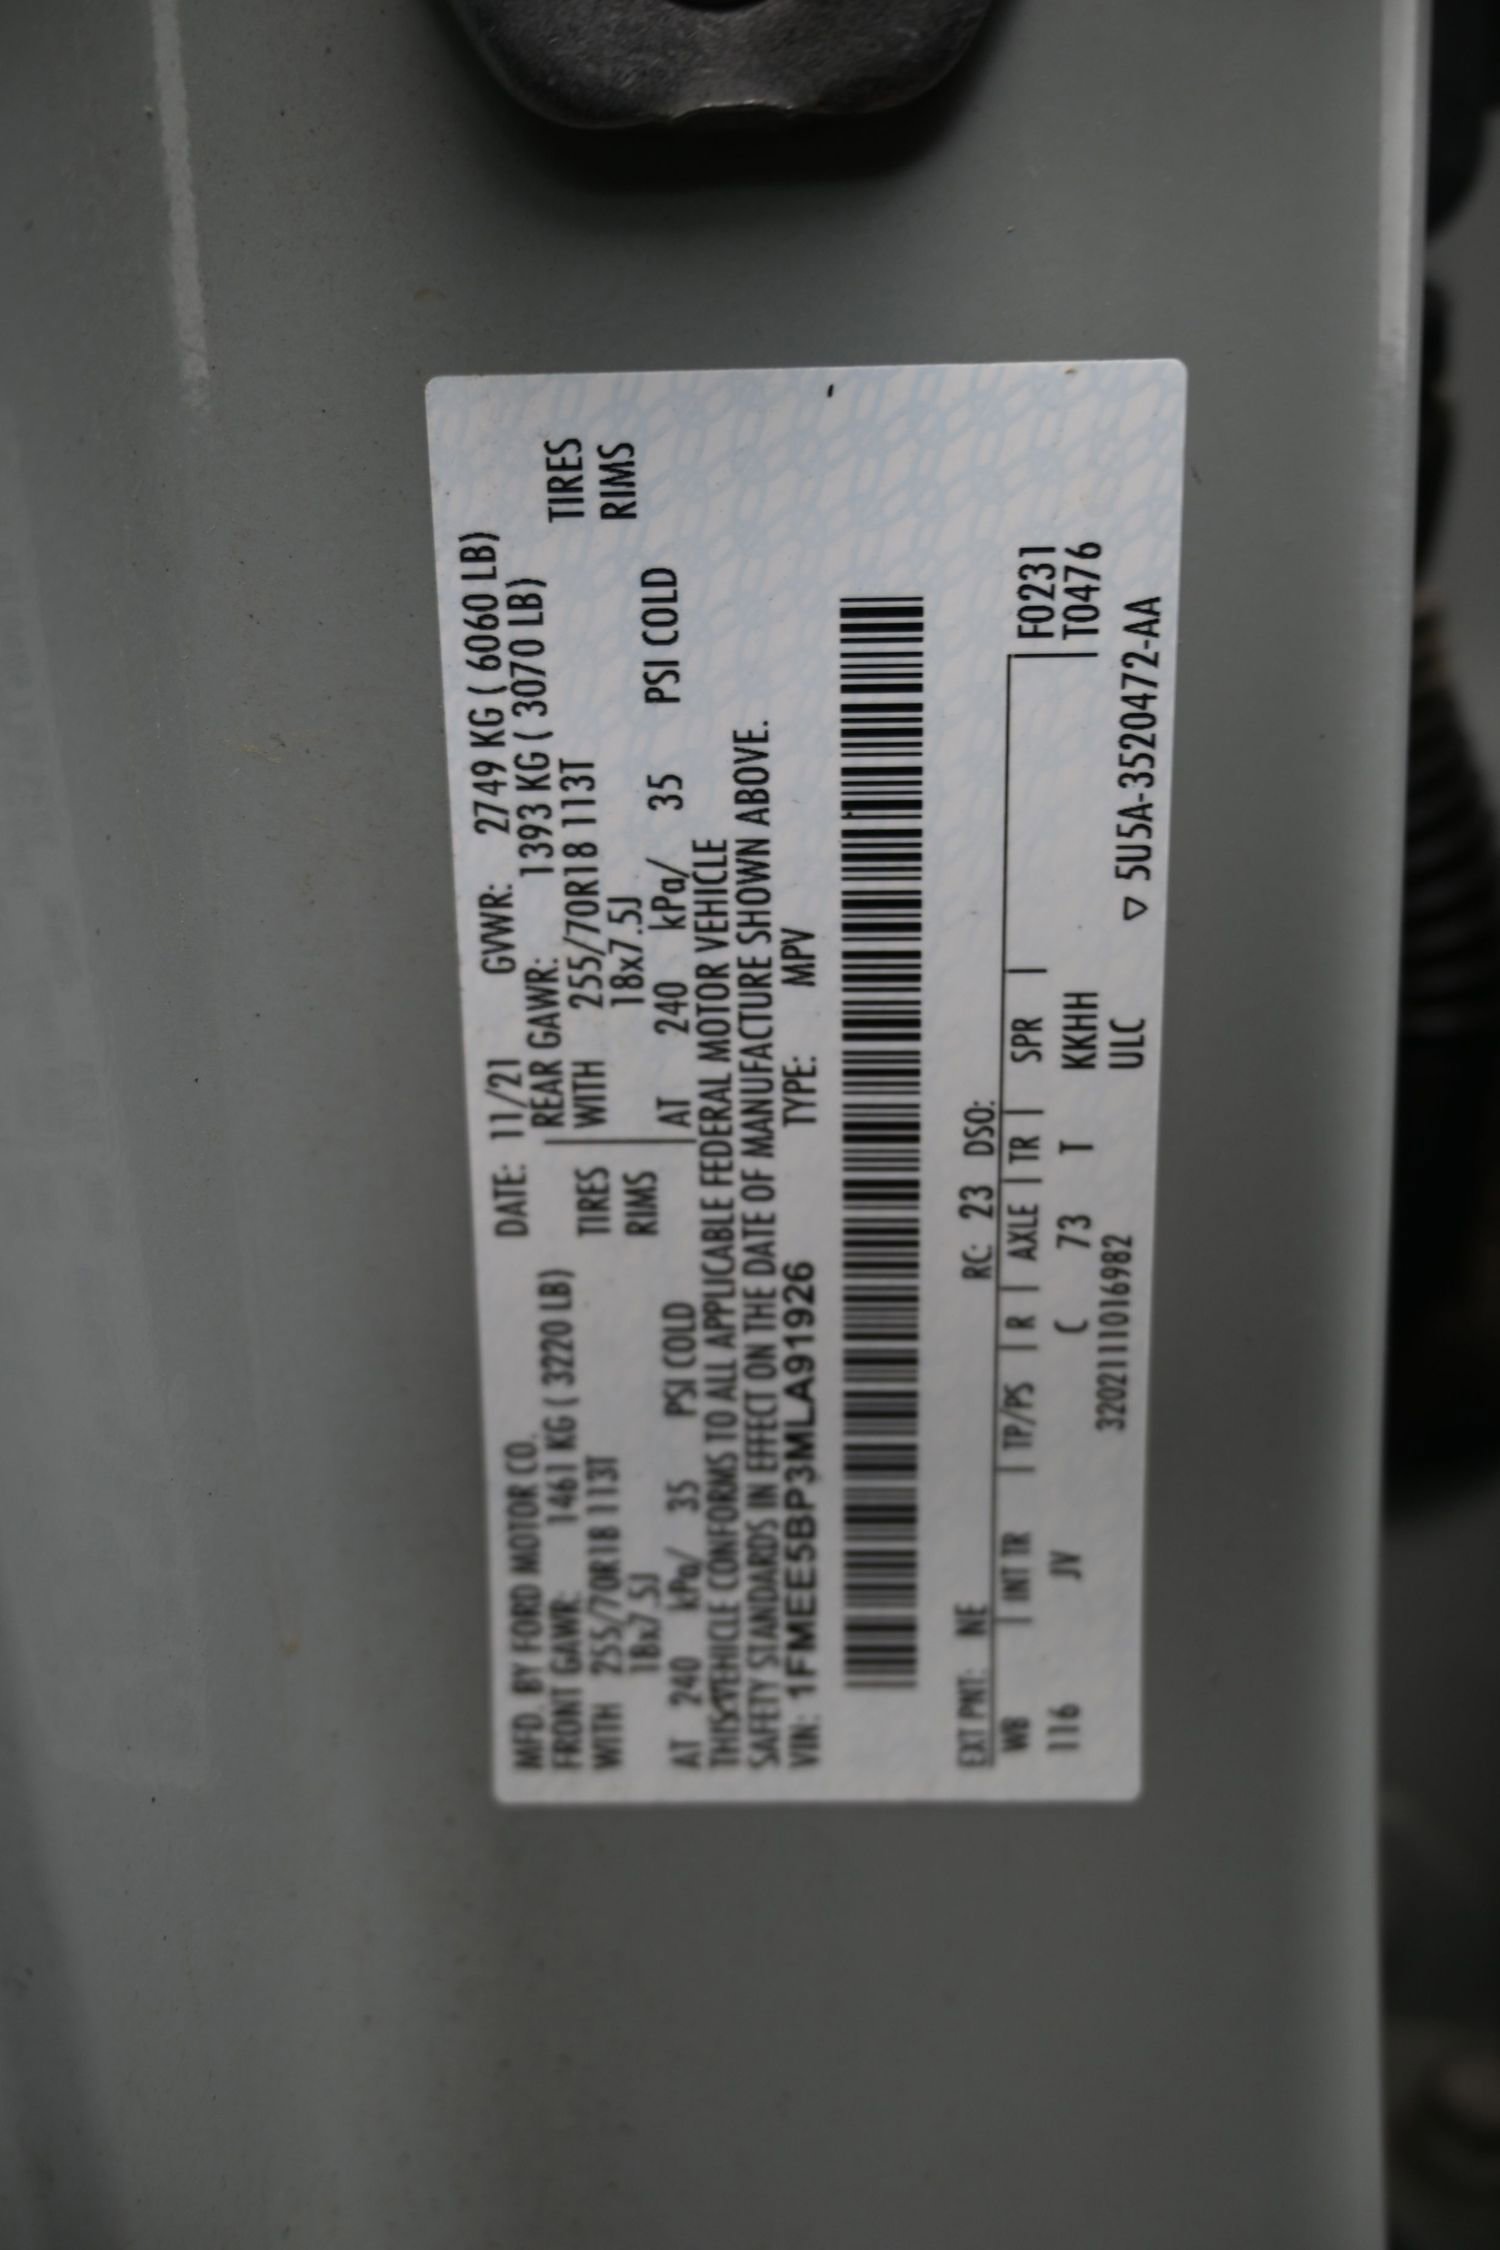 MFD. BY FORD MOTOR CO. DATE: 11/21 GVWR: 2749 KG ( 6060 LB)
FRONT GAWR: 1461 KG ( 3220 LB) REAR GAWR: 1393 KG ( 3070 LB)
WITH 255/70R18 113T TIRES WITH 255/70R18 113T TIRES
18x7.5J RIMS 18x7.5J RIMS
AT 240 kPa/ 35 PSI COLD AT 240 kPa/ 35 PSI COLD
THIS VEHICLE CONFORMS TO ALL APPLICABLE FEDERAL MOTOR VEHICLE
SAFETY STANDARDS IN EFFECT ON THE DATE OF MANUFACTURE SHOWN ABOVE.
VIN: 1FMEE5BP3MLA91926 TYPE: MPV
EXT PNT: NE RC: 23 DSO:
WB | INT TR | TP/PS | R | AXLE | TR | SPR | F0231
116 JV C 73 T KKHH T0476
3202111016982 ULC ▽ 5U5A-3520472-AA